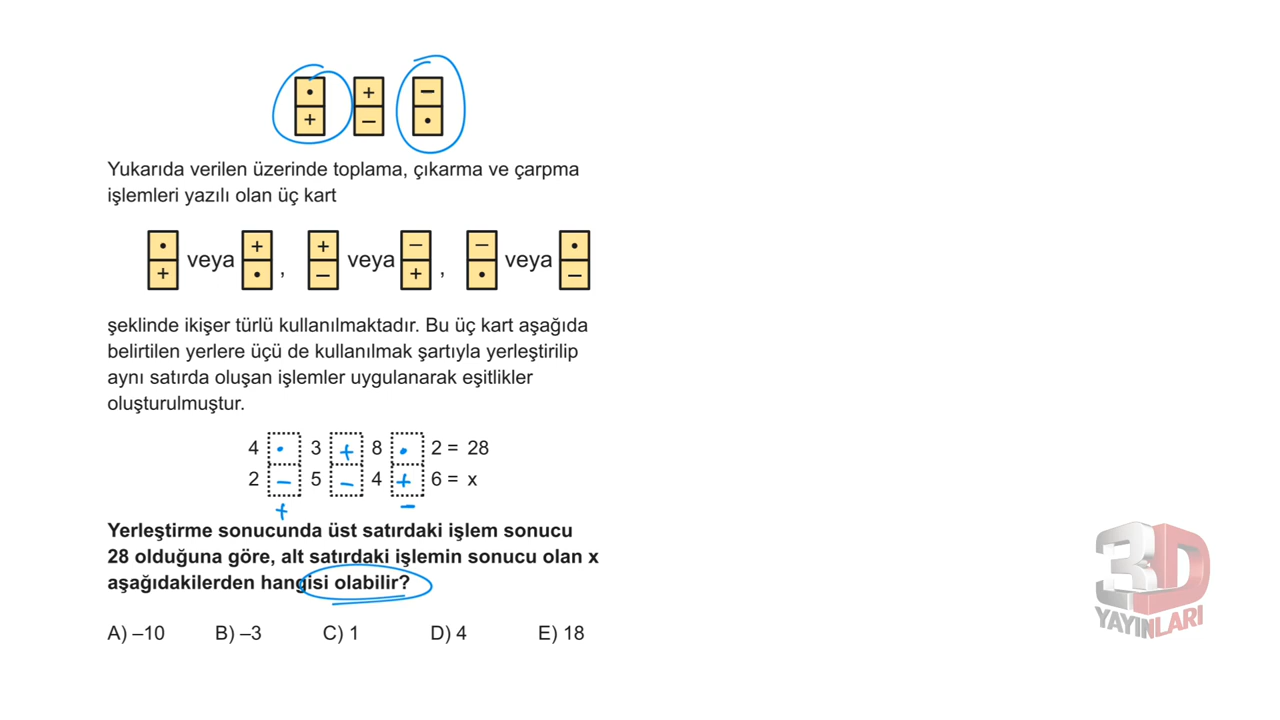 • + −
+ − •
Yukarıda verilen üzerinde toplama, çıkarma ve çarpma
işlemleri yazılı olan üç kart
• veya + , + veya − , − veya •
+ • − + • −
şeklinde ikişer türlü kullanılmaktadır. Bu üç kart aşağıda
belirtilen yerlere üçü de kullanılmak şartıyla yerleştirilip
aynı satırda oluşan işlemler uygulanarak eşitlikler
oluşturulmuştur.
4 • 3 + 8 • 2 = 28
2 − 5 − 4 + 6 = x
+ −
Yerleştirme sonucunda üst satırdaki işlem sonucu
28 olduğuna göre, alt satırdaki işlemin sonucu olan x
aşağıdakilerden hangisi olabilir?
A) –10 B) –3 C) 1 D) 4 E) 18
3D
YAYINLARI